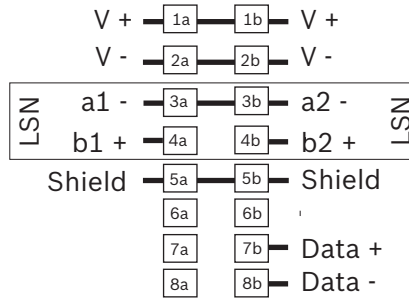 V + 1a 1b V +
V - 2a 2b V -
LSN a1 - 3a 3b a2 - LSN
b1 + 4a 4b b2 +
Shield 5a 5b Shield
6a 6b
7a 7b Data +
8a 8b Data -